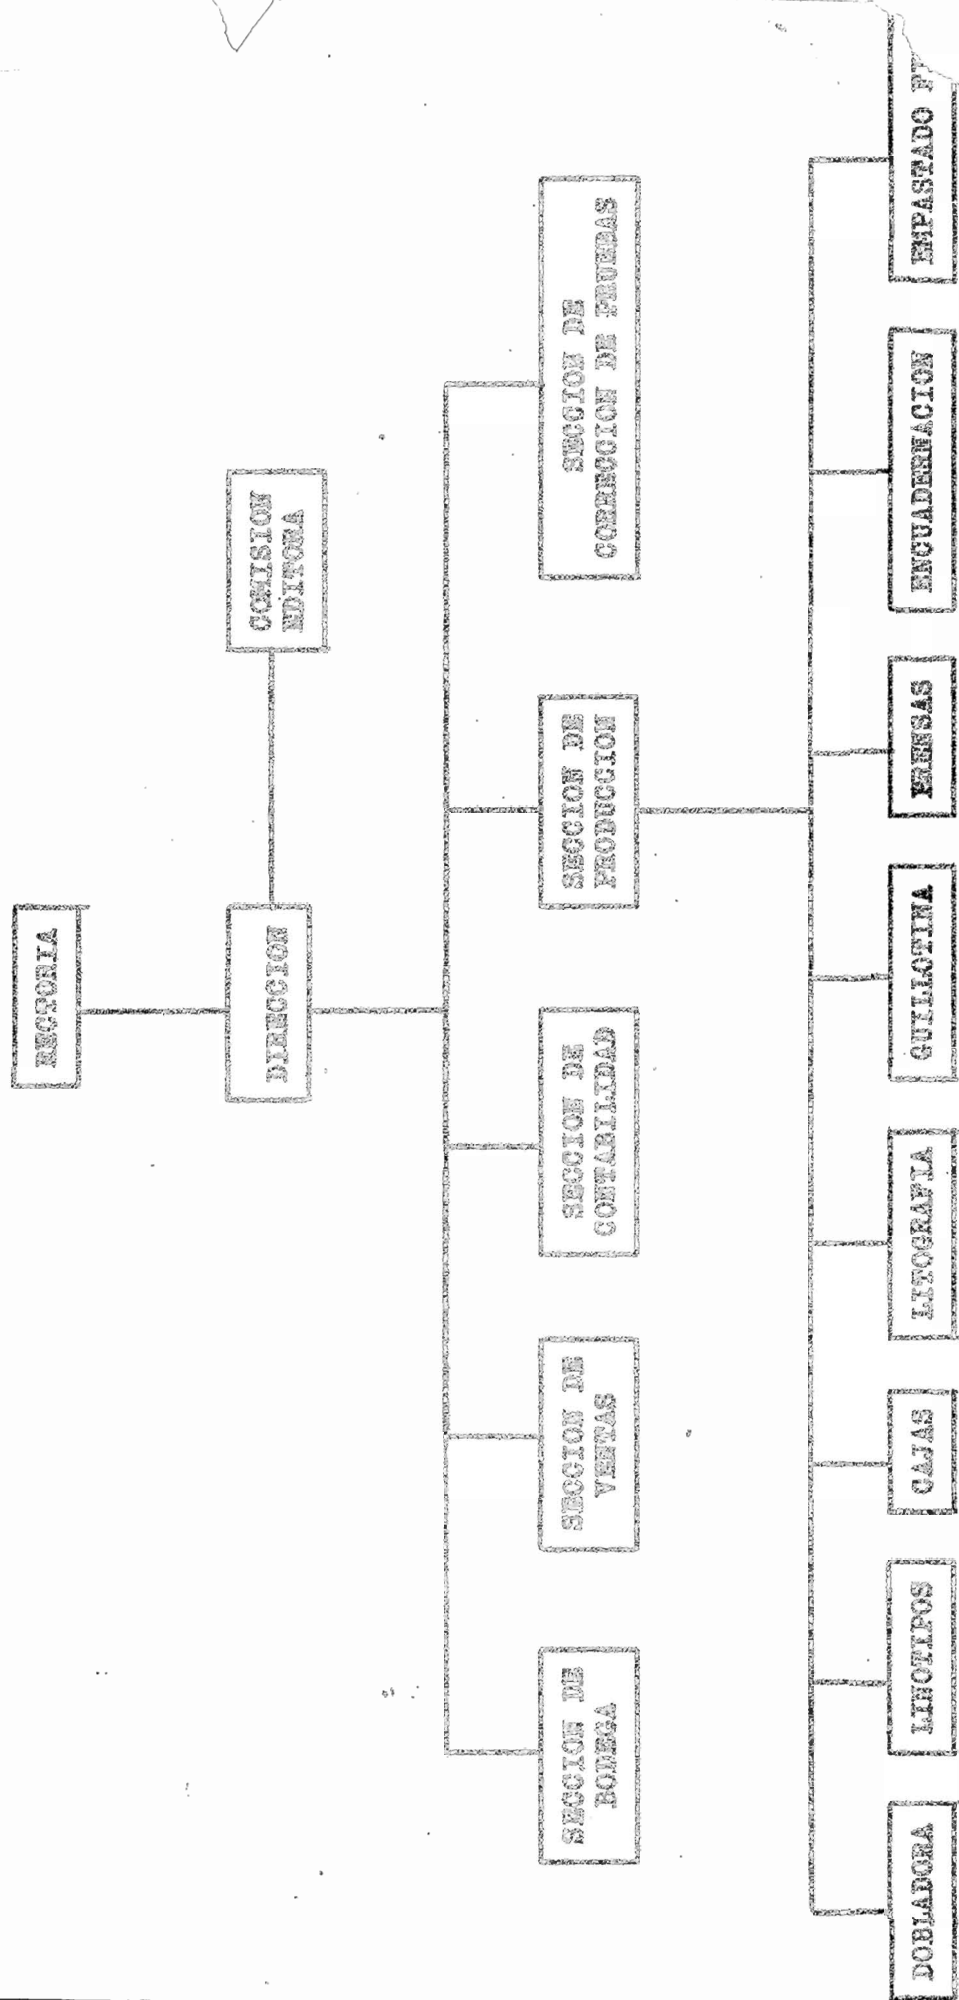 RECTORIA
DIRECCION
COMISION
EDITORA
SECCION DE
BODEGA
SECCION DE
VENTAS
SECCION DE
CONTABILIDAD
SECCION DE
PRODUCCION
SECCION DE
CORRECCION DE PRUEBAS
DOBLADORA
LINOTIPOS
CAJAS
LITOGRAFIA
GUILLOTINA
PRENSAS
ENCUADERNACION
EMPASTADO